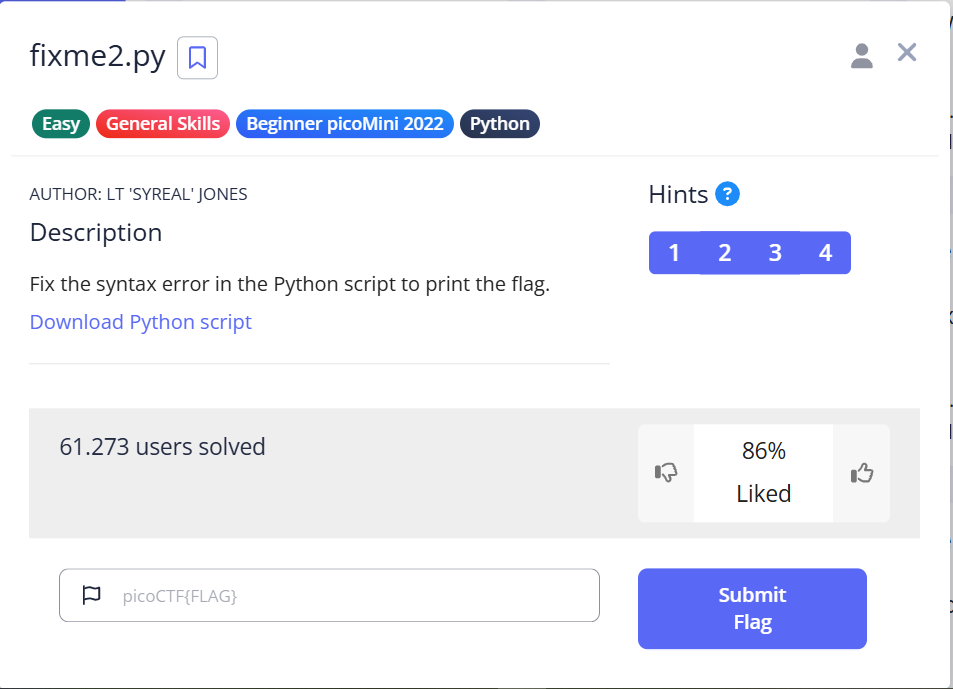 fixme2.py
Easy General Skills Beginner picoMini 2022 Python
AUTHOR: LT 'SYREAL' JONES
Description
Fix the syntax error in the Python script to print the flag.
Download Python script
Hints ?
1 2 3 4
61.273 users solved
86%
Liked
picoCTF{FLAG}
Submit
Flag